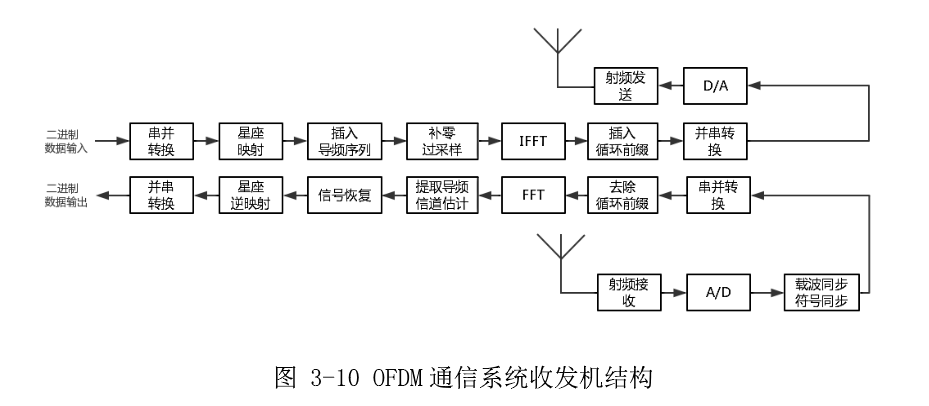 射频发
送
D/A
二进制
数据输入
串并
转换
星座
映射
插入
导频序列
补零
过采样
IFFT
插入
循环前缀
并串转
换
二进制
数据输出
并串
转换
星座
逆映射
信号恢复
提取导频
信道估计
FFT
去除
循环前缀
串并转
换
射频接
收
A/D
载波同步
符号同步
图 3-10 OFDM 通信系统收发机结构